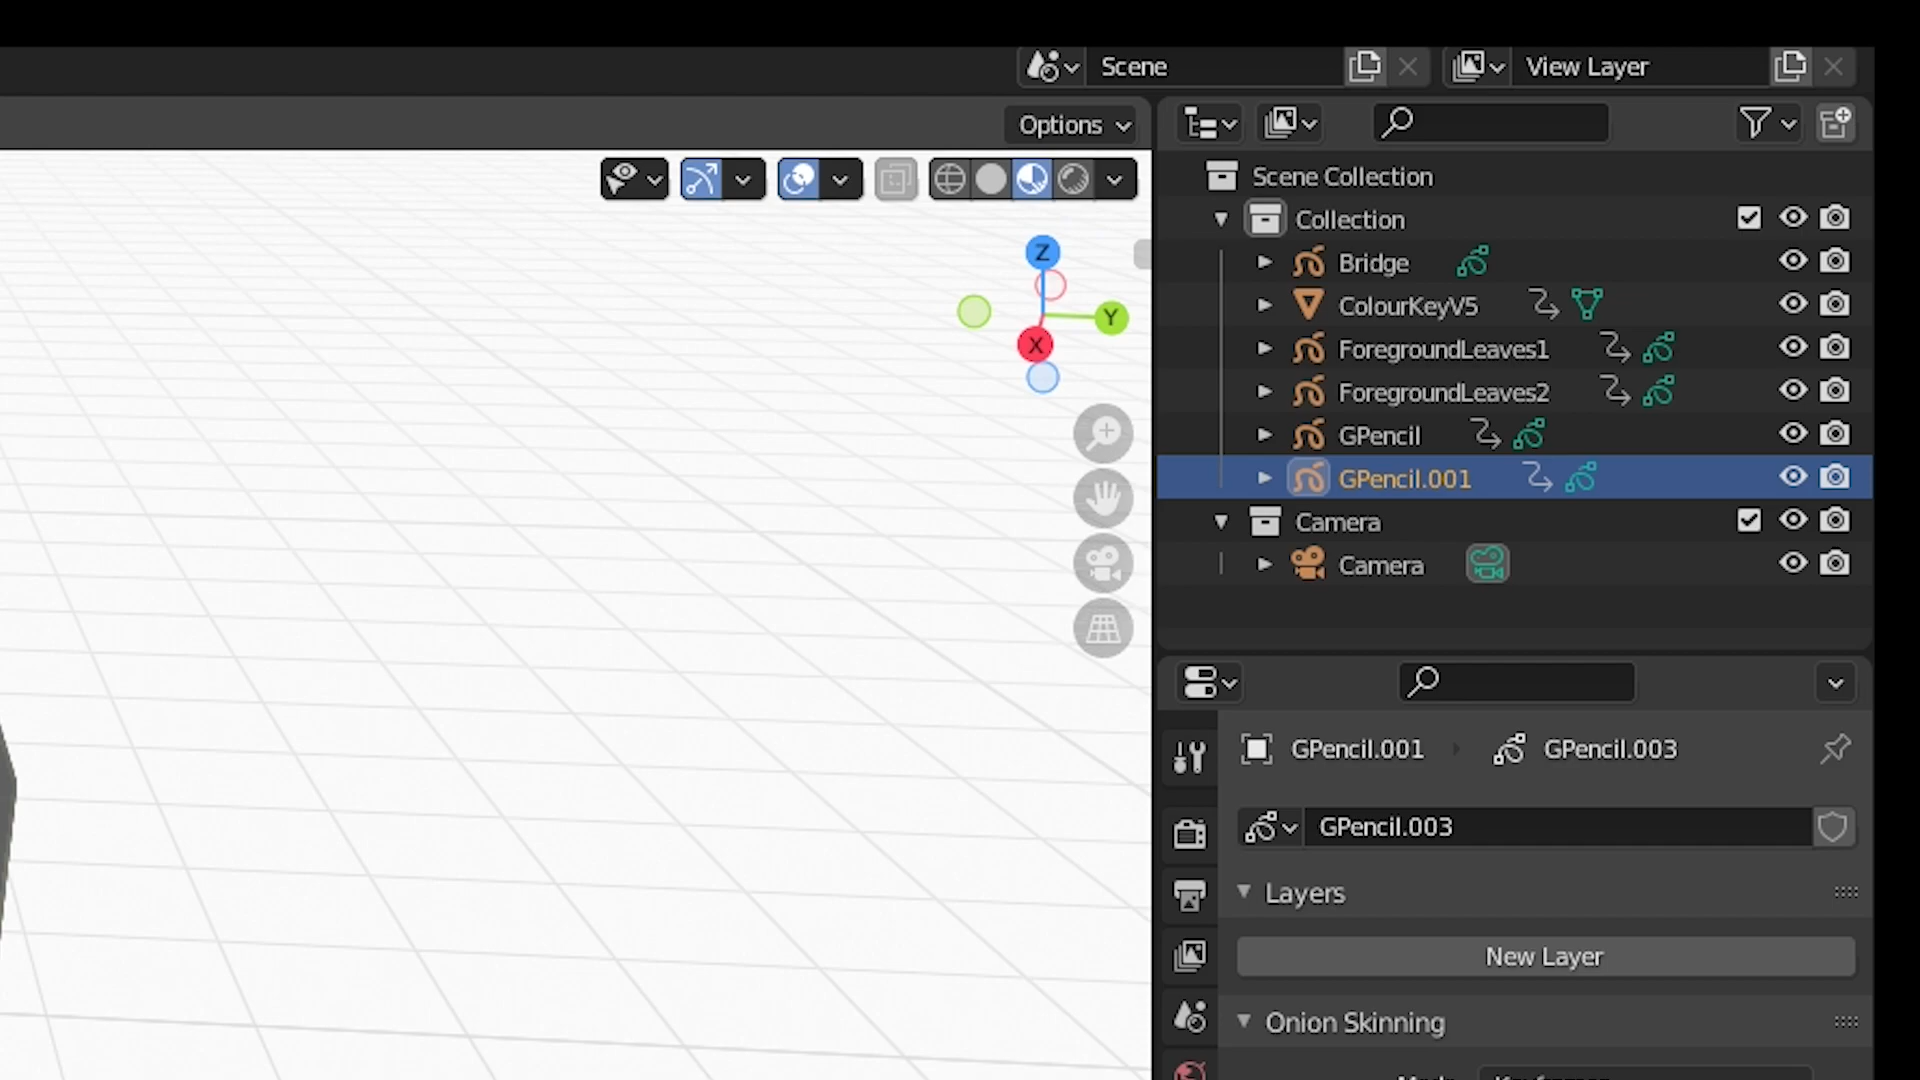 Scene
View Layer
Options
Scene Collection
Collection
Bridge
ColourKeyV5
ForegroundLeaves1
ForegroundLeaves2
GPencil
GPencil.001
Camera
Camera
Z
Y
X
GPencil.001
GPencil.003
GPencil.003
Layers
New Layer
Onion Skinning